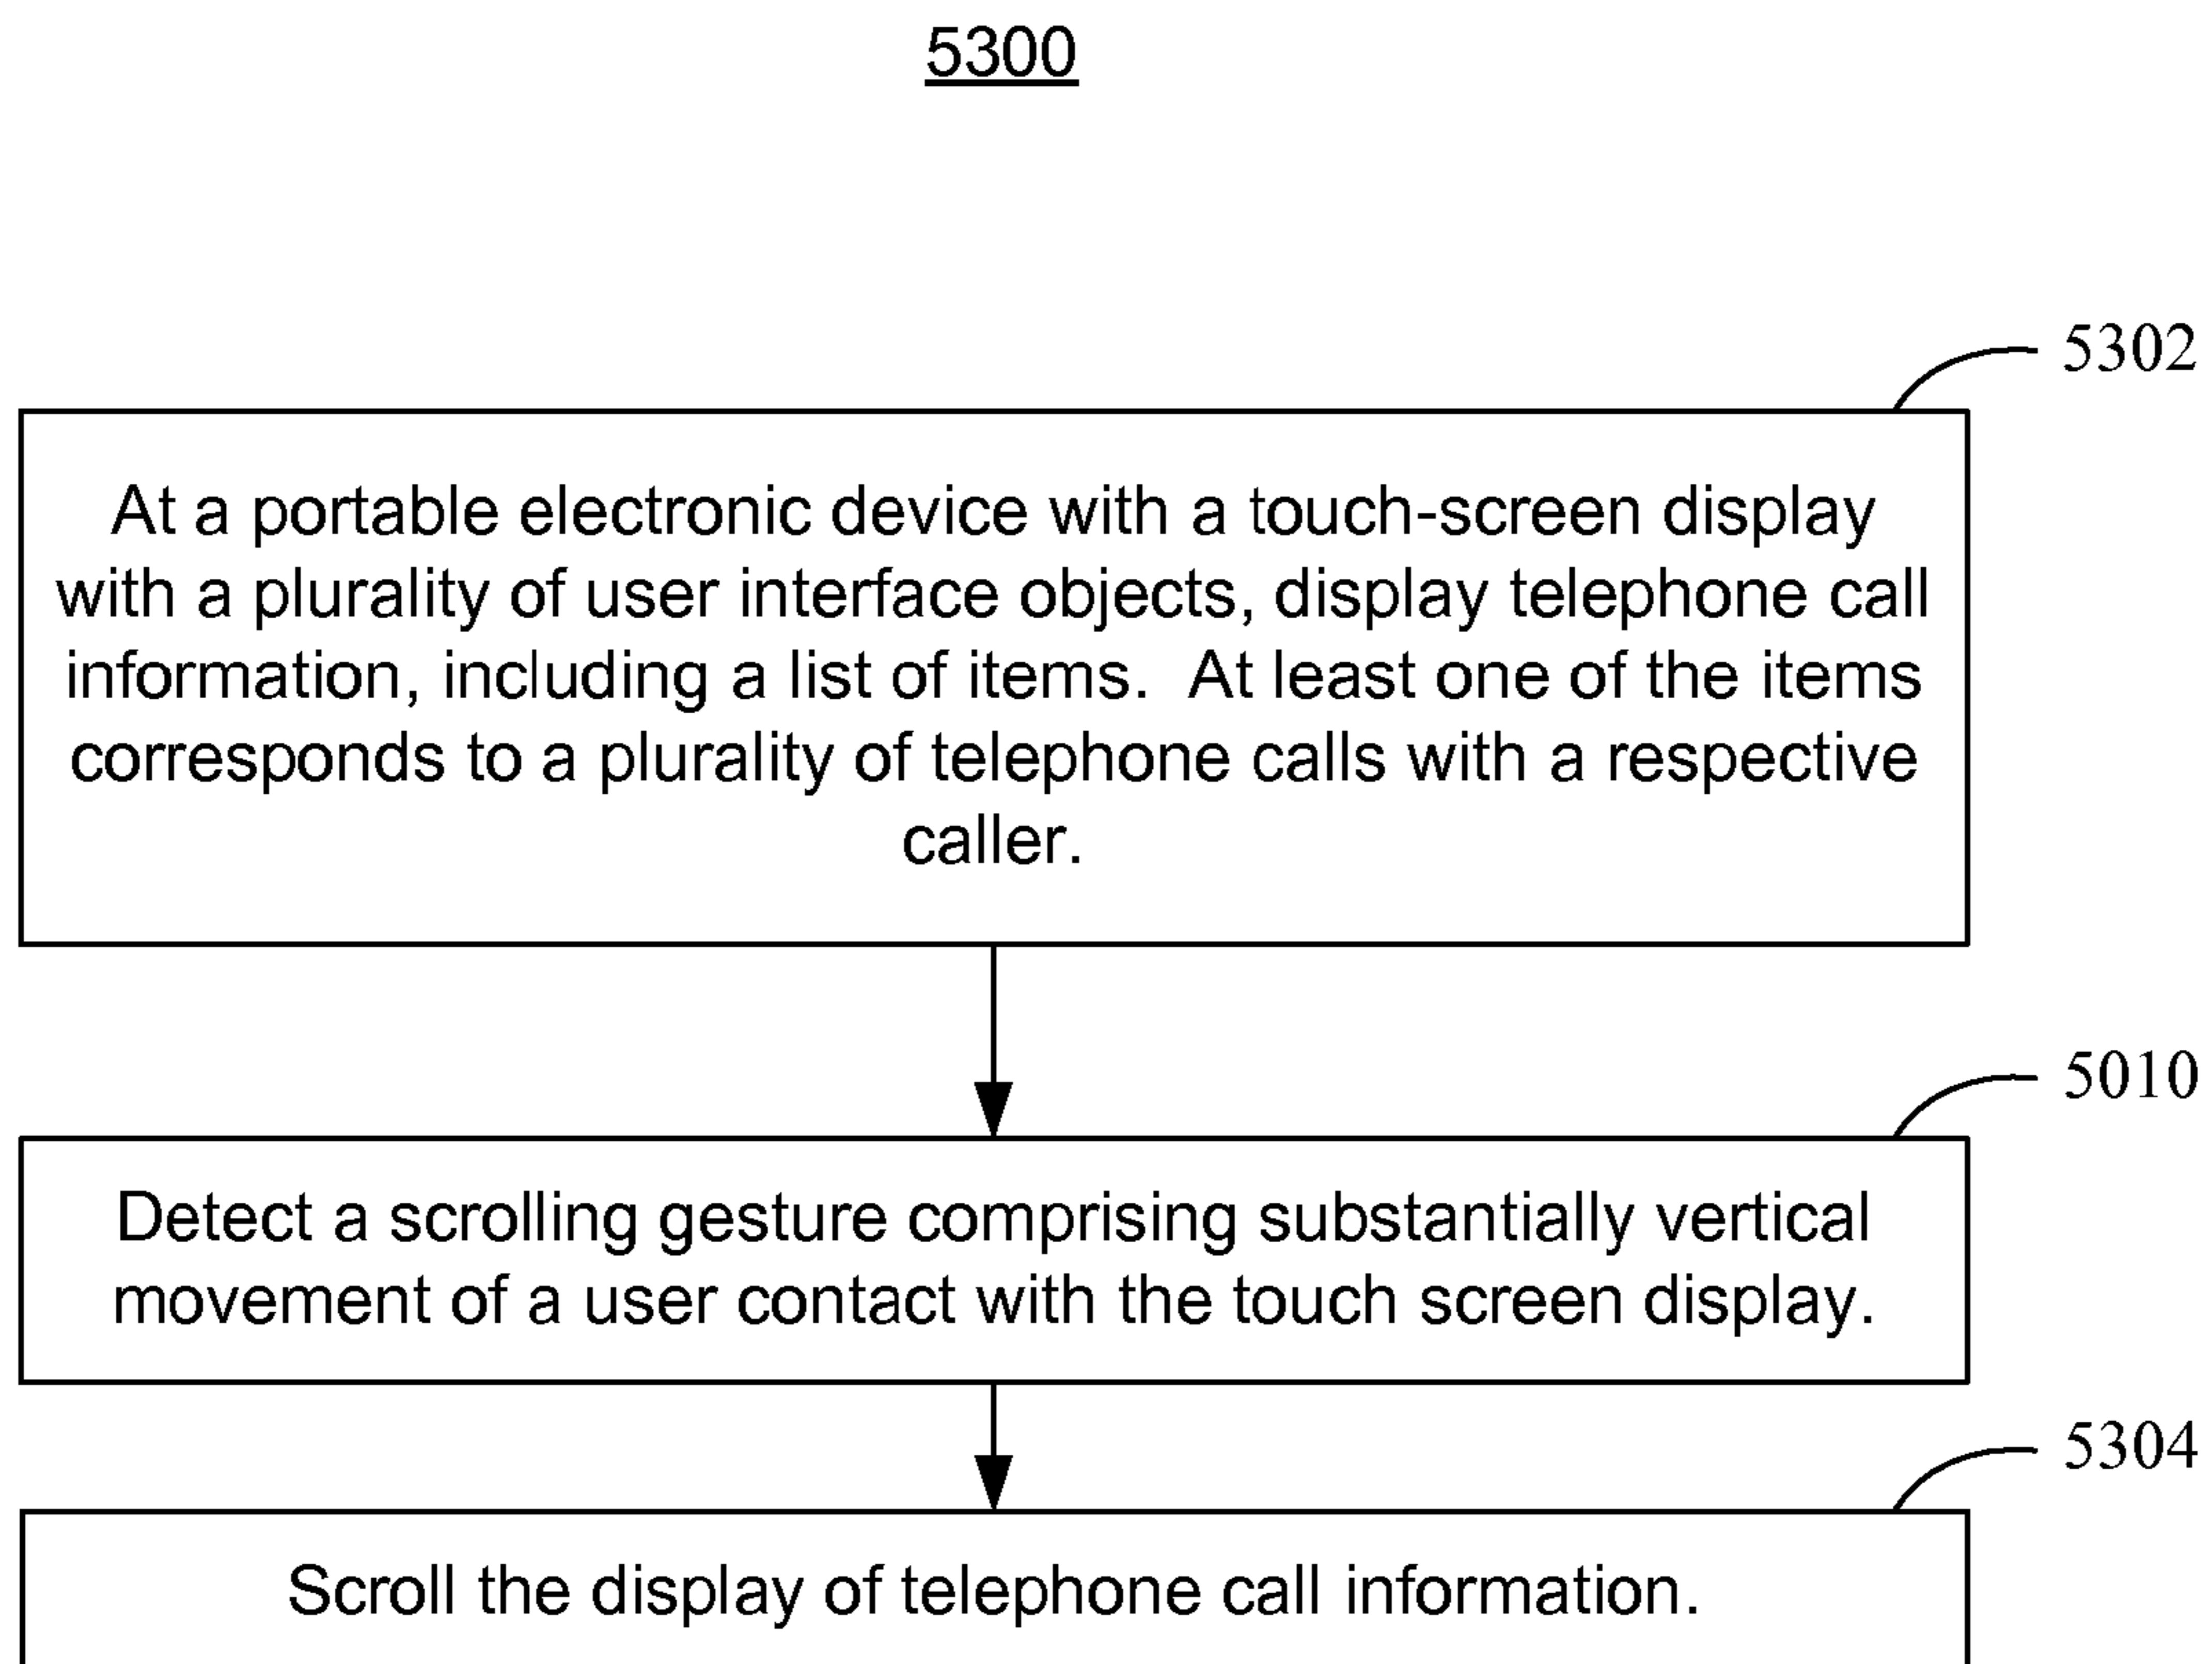 5300
5302
At a portable electronic device with a touch-screen display
with a plurality of user interface objects, display telephone call
information, including a list of items.  At least one of the items
corresponds to a plurality of telephone calls with a respective
caller.
5010
Detect a scrolling gesture comprising substantially vertical
movement of a user contact with the touch screen display.
5304
Scroll the display of telephone call information.